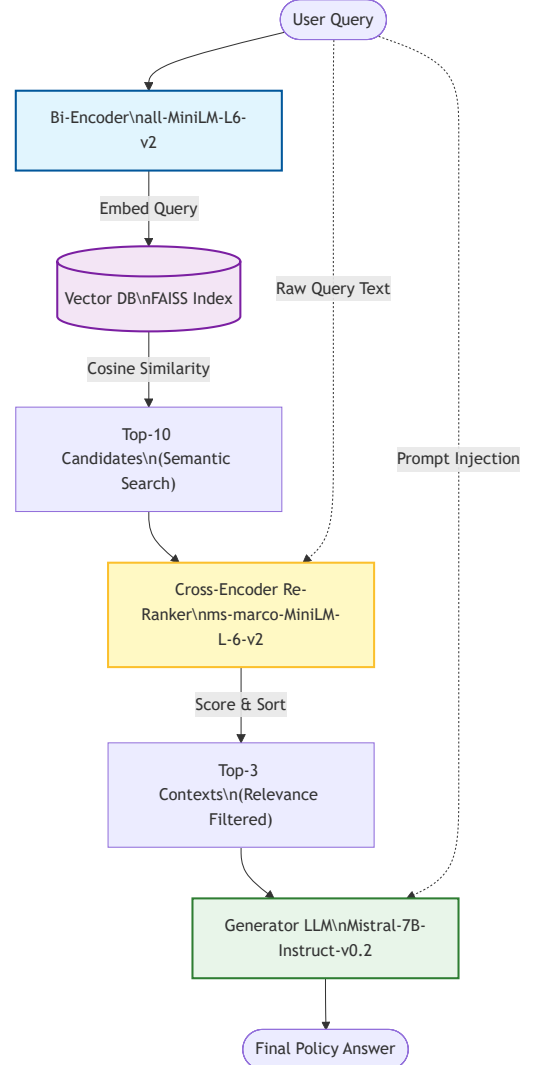 User Query
Bi-Encoder\nall-MiniLM-L6-
v2
Embed Query
Vector DB\nFAISS Index
Raw Query Text
Cosine Similarity
Top-10
Candidates\n(Semantic
Search)
Prompt Injection
Cross-Encoder Re-
Ranker\nms-marco-MiniLM-
L-6-v2
Score & Sort
Top-3
Contexts\n(Relevance
Filtered)
Generator LLM\nMistral-7B-
Instruct-v0.2
Final Policy Answer